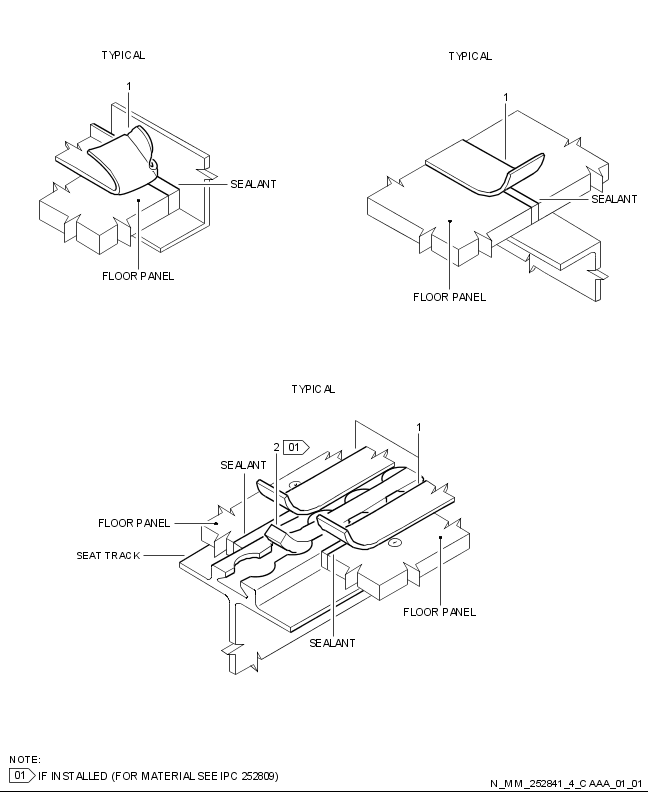 TYPICAL
1
SEALANT
FLOOR PANEL
TYPICAL
1
SEALANT
FLOOR PANEL
TYPICAL
1
2 01
SEALANT
FLOOR PANEL
SEAT TRACK
FLOOR PANEL
SEALANT
NOTE:
01 IF INSTALLED (FOR MATERIAL SEE IPC 252809)
N_MM_252841_4_CAAA_01_01